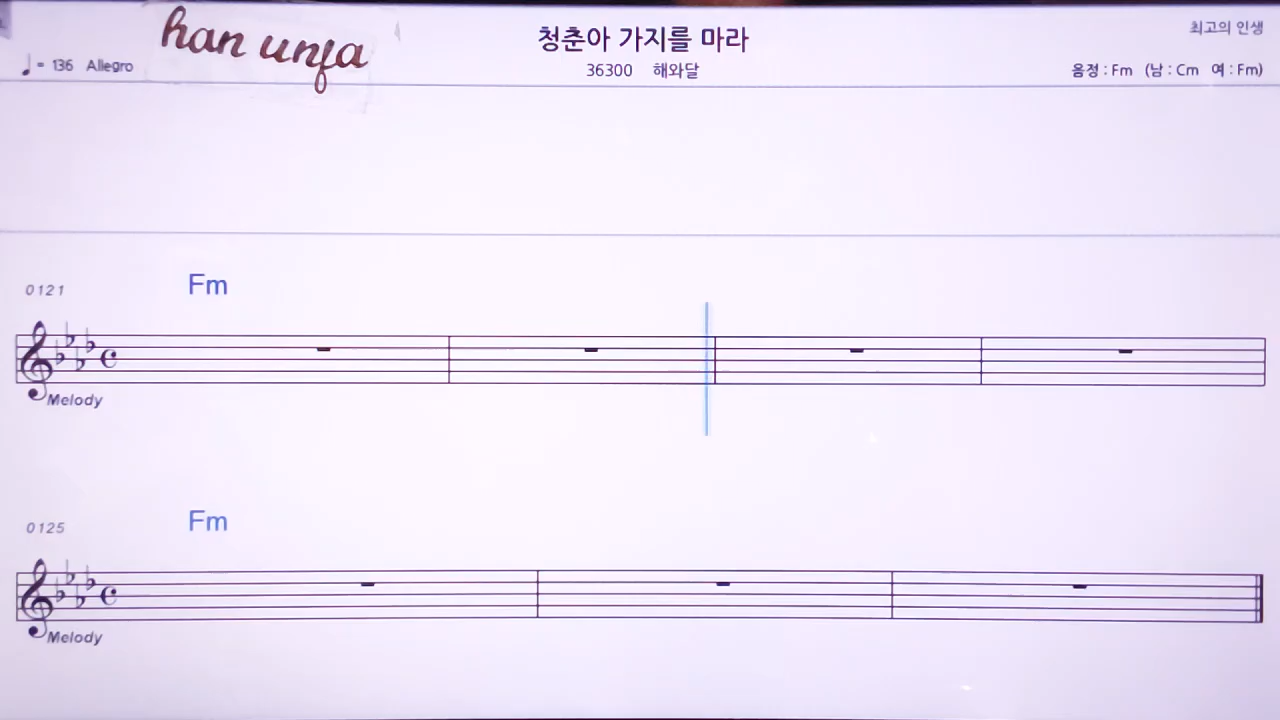 han unfa
청춘아 가지를 마라
최고의 인생
♩ = 136 Allegro
36300 해와달
음정 : Fm (남 : Cm 여 : Fm)
0121 Fm
Melody
0125 Fm
Melody